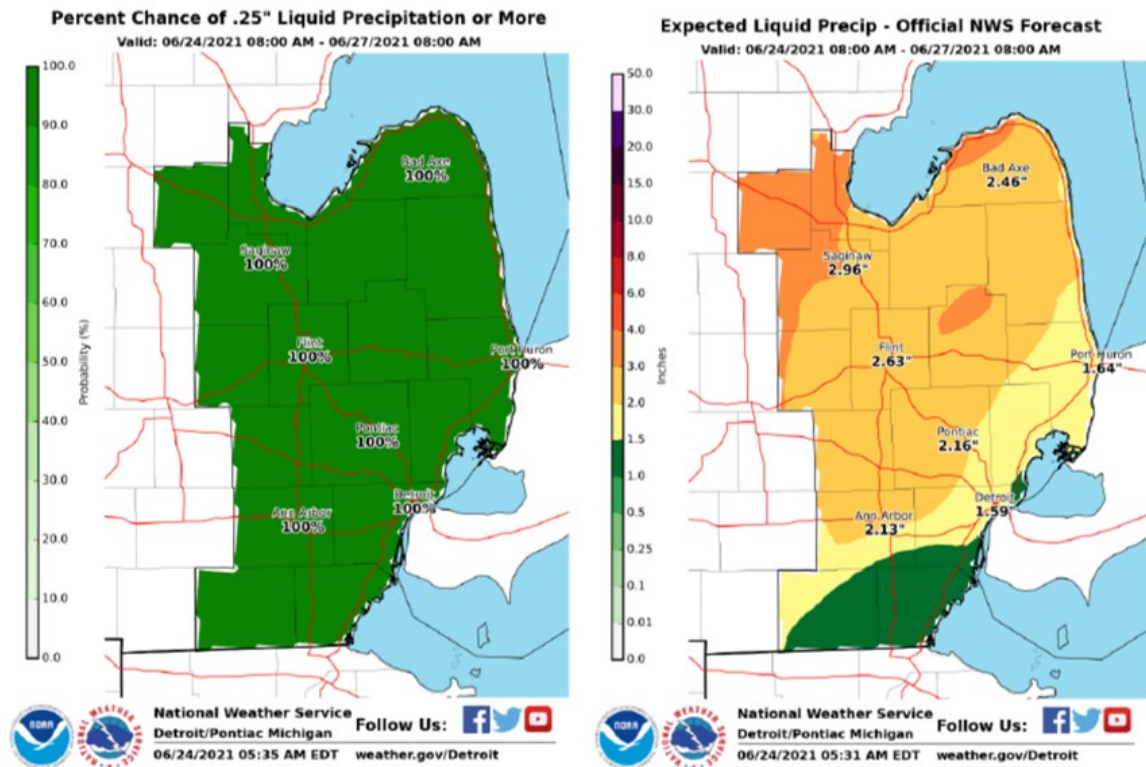 Percent Chance of .25" Liquid Precipitation or More
Valid: 06/24/2021 08:00 AM - 06/27/2021 08:00 AM
100.0
90.0
80.0
70.0
60.0
50.0
40.0
30.0
20.0
10.0
0.0
Probability (%)
Bad Axe
100%
Saginaw
100%
Flint
100%
Port Huron
100%
Pontiac
100%
Detroit
100%
Ann Arbor
100%
NOAA
NATIONAL WEATHER SERVICE
National Weather Service
Detroit/Pontiac Michigan
06/24/2021 05:35 AM EDT
Follow Us:
weather.gov/Detroit
Expected Liquid Precip - Official NWS Forecast
Valid: 06/24/2021 08:00 AM - 06/27/2021 08:00 AM
50.0
30.0
20.0
15.0
10.0
8.0
6.0
4.0
3.0
2.0
1.5
1.0
0.5
0.25
0.1
0.01
0.0
Inches
Bad Axe
2.46"
Saginaw
2.96"
Flint
2.63"
Port Huron
1.64"
Pontiac
2.16"
Detroit
1.59"
Ann Arbor
2.13"
NOAA
NATIONAL WEATHER SERVICE
National Weather Service
Detroit/Pontiac Michigan
06/24/2021 05:31 AM EDT
Follow Us:
weather.gov/Detroit